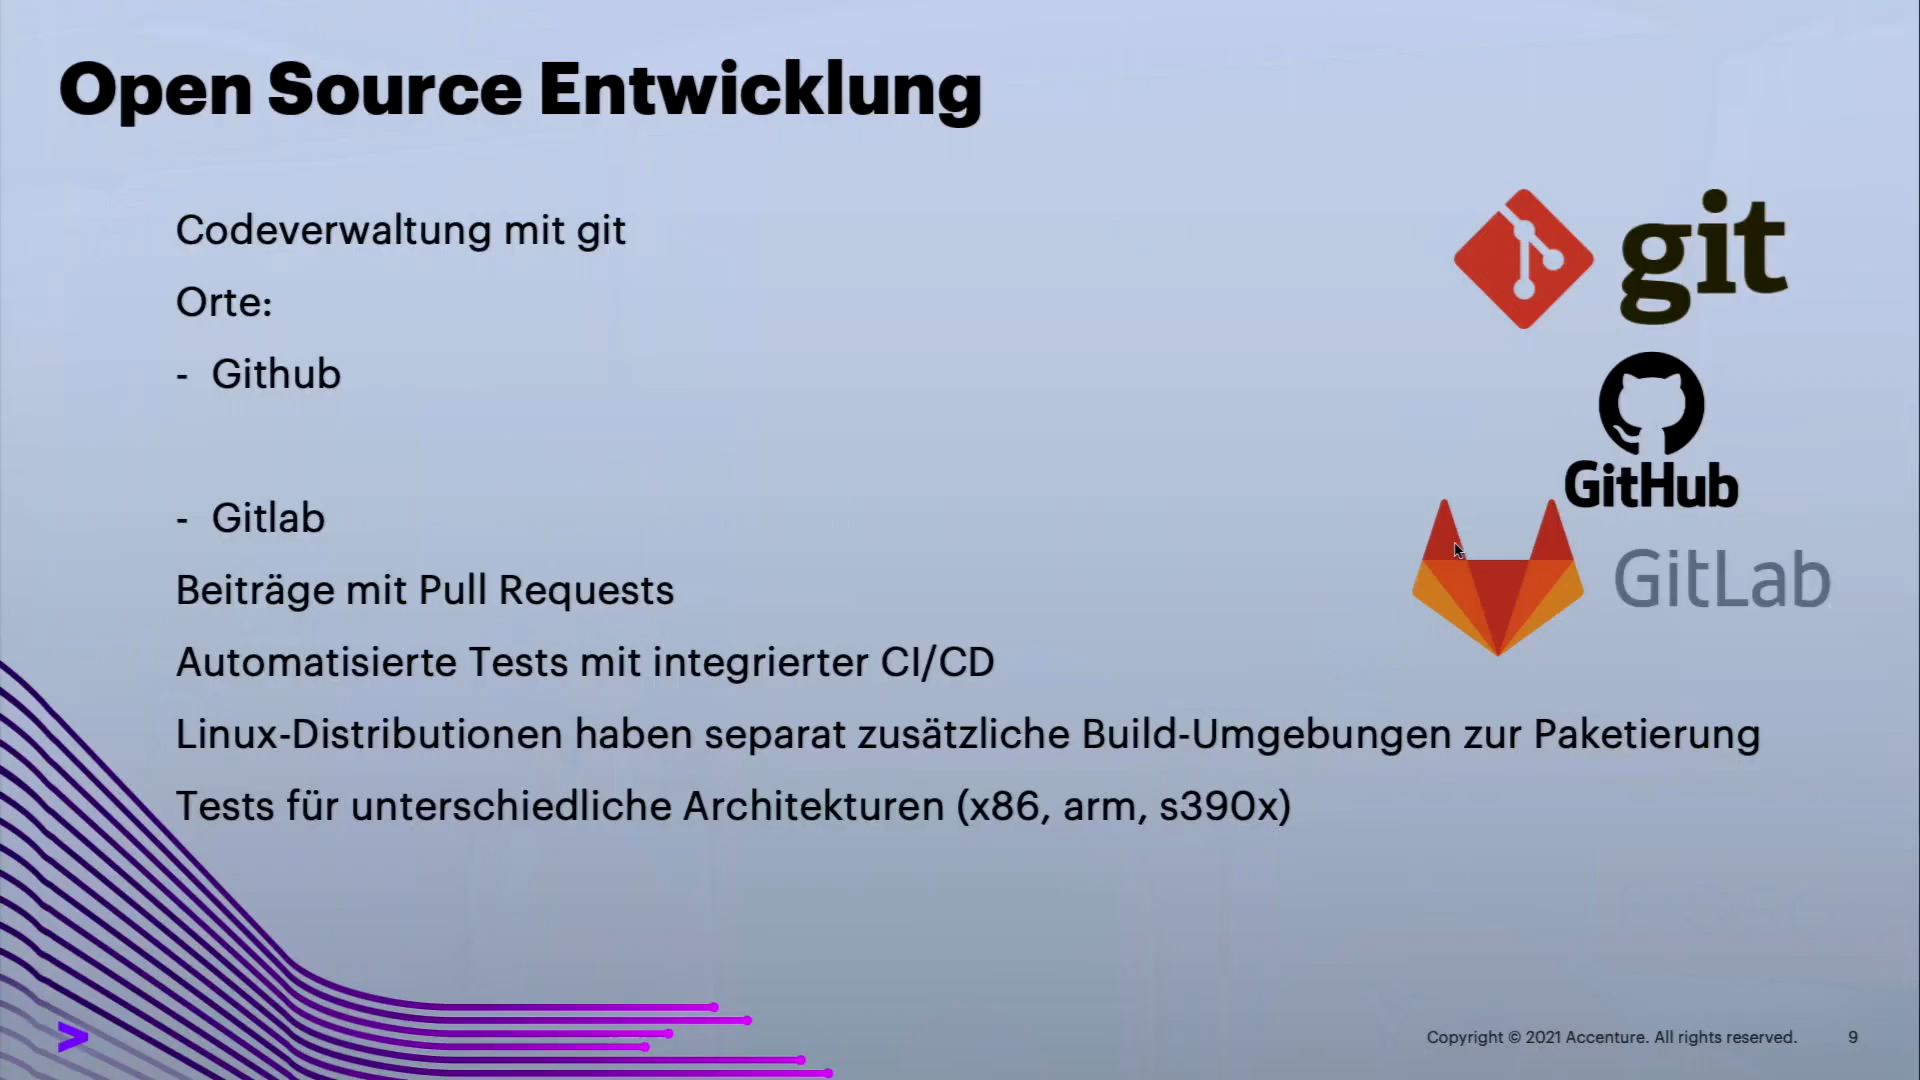 Open Source Entwicklung
Codeverwaltung mit git
Orte:
- Github
- Gitlab
Beiträge mit Pull Requests
Automatisierte Tests mit integrierter CI/CD
Linux-Distributionen haben separat zusätzliche Build-Umgebungen zur Paketierung
Tests für unterschiedliche Architekturen (x86, arm, s390x)
git
GitHub
GitLab
>
Copyright © 2021 Accenture. All rights reserved. 9